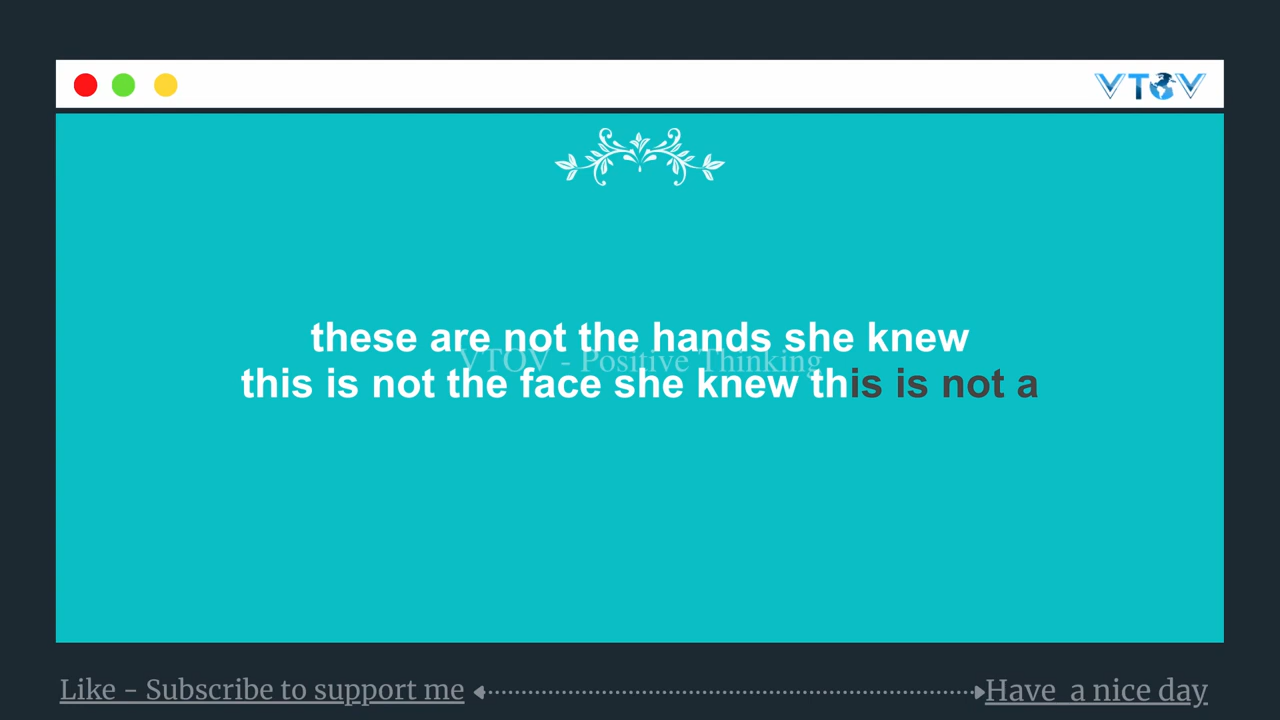 VTOV
these are not the hands she knew
VTOV - Positive Thinking
this is not the face she knew this is not a
Like - Subscribe to support me
Have a nice day